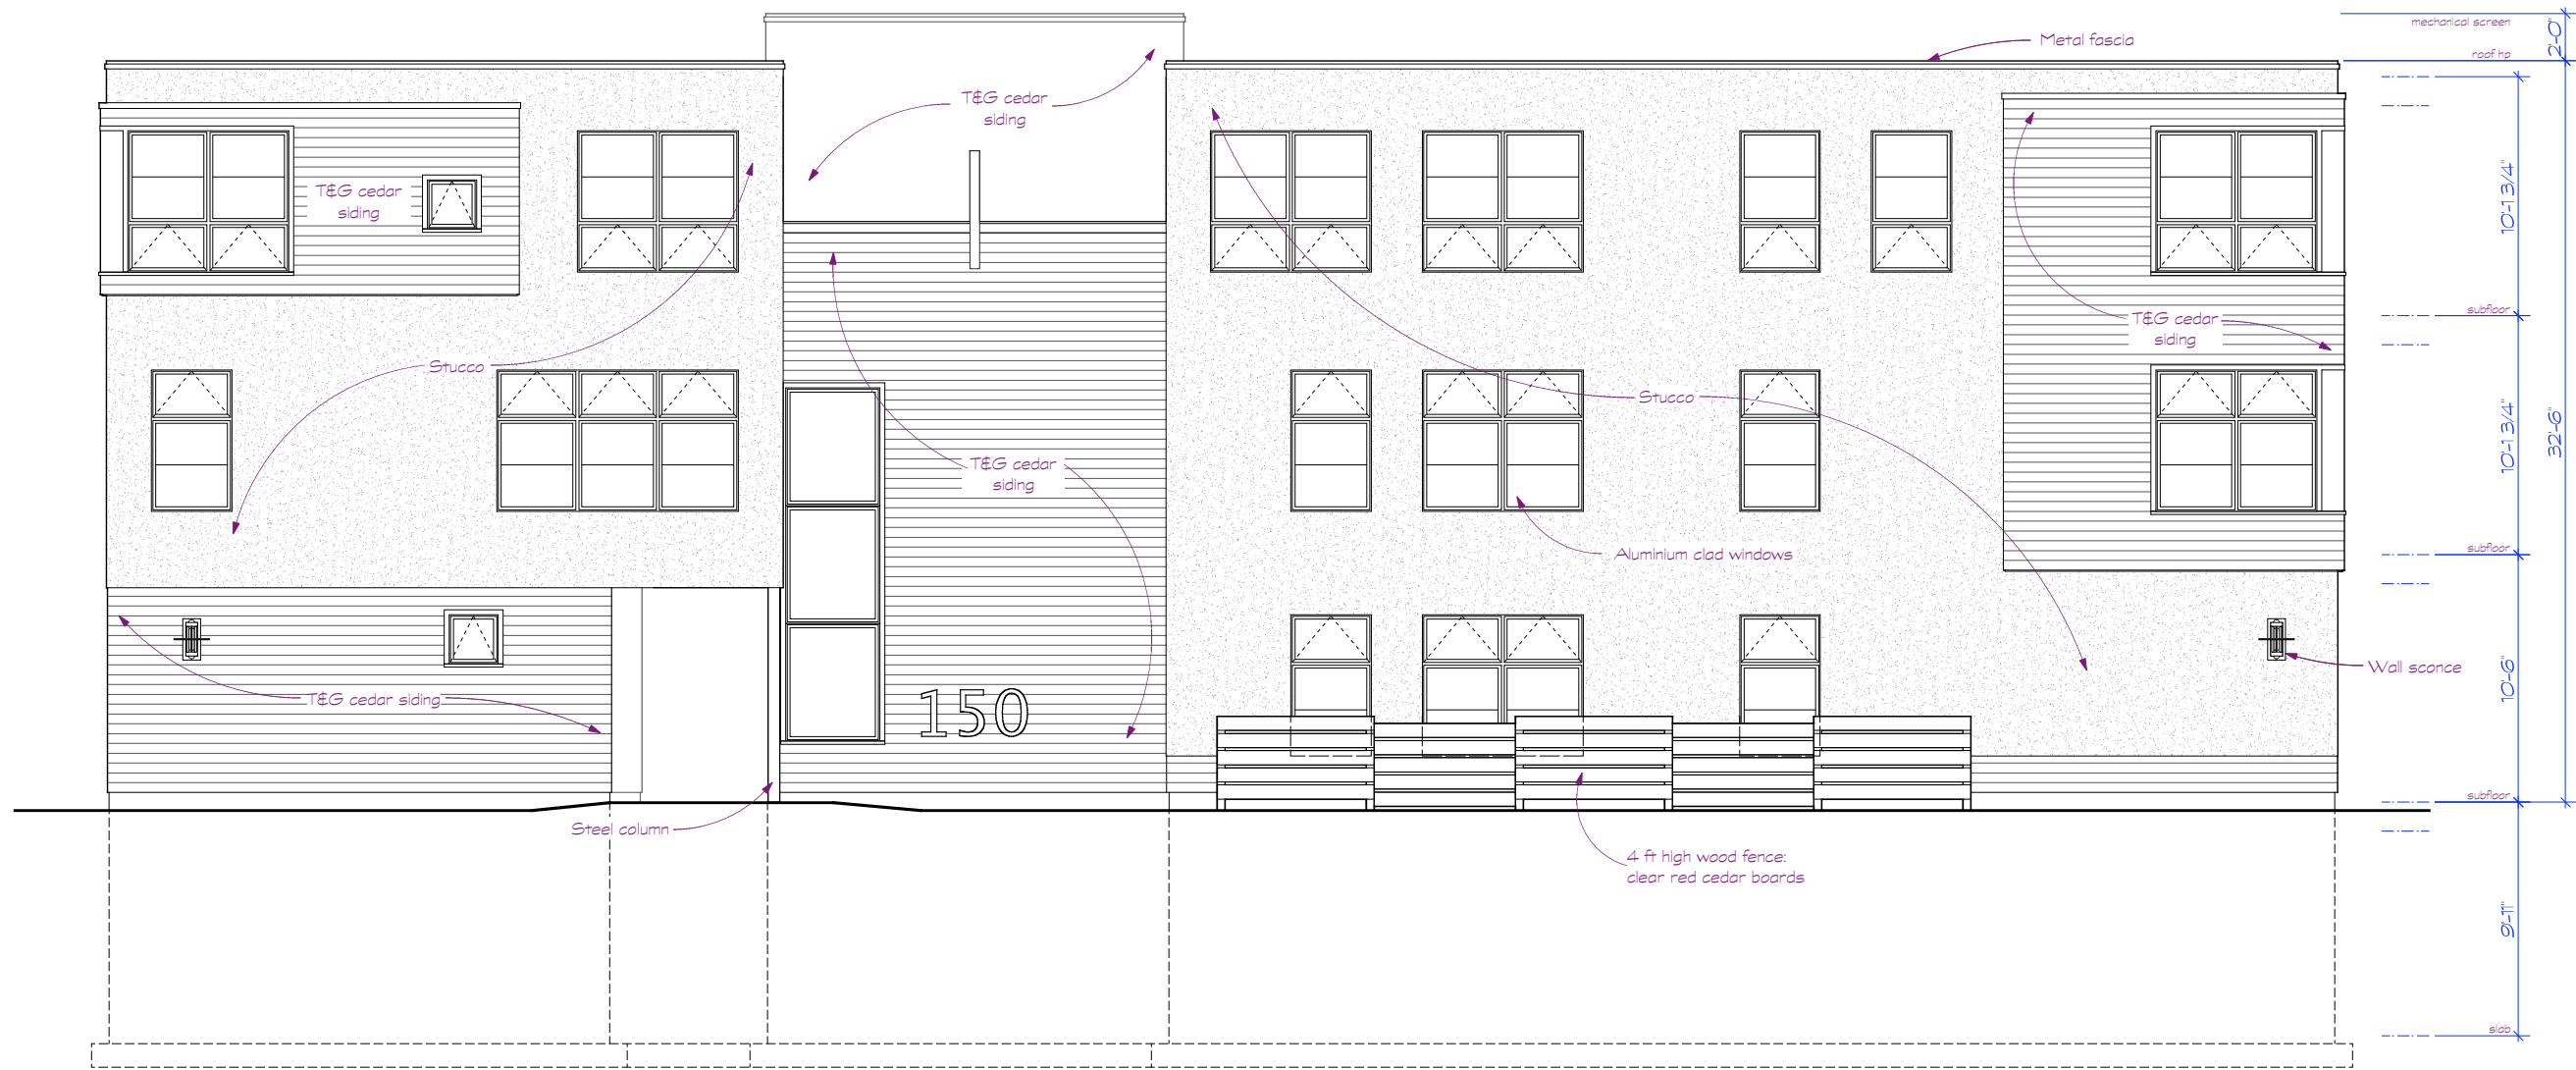 mechanical screen
2'-0"
Metal fascia
roof hp
T&G cedar
siding
T&G cedar
siding
10'-1 3/4"
subfloor
T&G cedar
siding
Stucco
Stucco
10'-1 3/4"
32'-6"
T&G cedar
siding
Aluminium clad windows
subfloor
Wall sconce
T&G cedar siding
150
10'-6"
subfloor
Steel column
4 ft high wood fence:
clear red cedar boards
9'-11"
slab